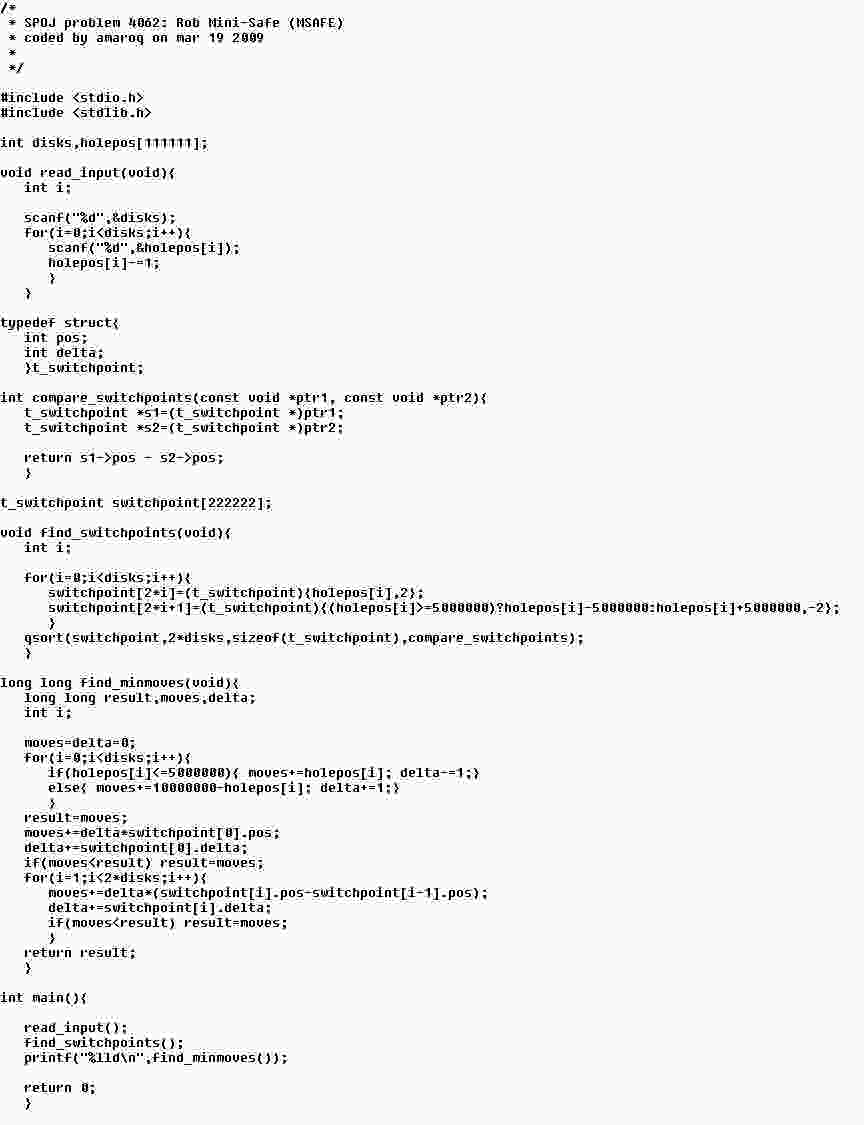 /*
 * SPOJ problem 4062: Rob Mini-Safe (MSAFE)
 * coded by amaroq on mar 19 2009
 *
 */
#include <stdio.h>
#include <stdlib.h>
int disks,holepos[111111];
void read_input(void){
   int i;
   scanf("%d",&disks);
   for(i=0;i<disks;i++){
      scanf("%d",&holepos[i]);
      holepos[i]-=1;
      }
   }
typedef struct{
   int pos;
   int delta;
   }t_switchpoint;
int compare_switchpoints(const void *ptr1, const void *ptr2){
   t_switchpoint *s1=(t_switchpoint *)ptr1;
   t_switchpoint *s2=(t_switchpoint *)ptr2;
   return s1->pos - s2->pos;
   }
t_switchpoint switchpoint[222222];
void find_switchpoints(void){
   int i;
   for(i=0;i<disks;i++){
      switchpoint[2*i]=(t_switchpoint){holepos[i],2};
      switchpoint[2*i+1]=(t_switchpoint){(holepos[i]>=5000000)?holepos[i]-5000000:holepos[i]+5000000,-2};
      }
   qsort(switchpoint,2*disks,sizeof(t_switchpoint),compare_switchpoints);
   }
long long find_minmoves(void){
   long long result,moves,delta;
   int i;
   moves=delta=0;
   for(i=0;i<disks;i++){
      if(holepos[i]<=5000000){ moves+=holepos[i]; delta-=1;}
      else{ moves+=10000000-holepos[i]; delta+=1;}
      }
   result=moves;
   moves+=delta*switchpoint[0].pos;
   delta+=switchpoint[0].delta;
   if(moves<result) result=moves;
   for(i=1;i<2*disks;i++){
      moves+=delta*(switchpoint[i].pos-switchpoint[i-1].pos);
      delta+=switchpoint[i].delta;
      if(moves<result) result=moves;
      }
   return result;
   }
int main(){
   read_input();
   find_switchpoints();
   printf("%lld\n",find_minmoves());
   return 0;
   }